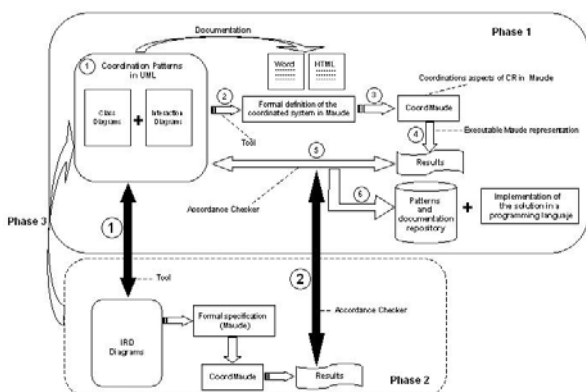 Documentation
Phase 1
1
Coordination Patterns
in UML
Word
HTML
Class
Diagrams
+
Interaction
Diagrams
2
Formal definition of the
coordinated system in Maude
Tool
3
Coordinations aspects of CR in Maude
CoordMaude
4
Executable Maude representation
5
Results
Accordance Checker
6
Patterns
and
documentation
repository
+
Implementation of
the solution in a
programming language
Phase 3
1
Tool
2
Accordance Checker
IRD
Diagrams
Formal specification
(Maude)
CoordMaude
Results
Phase 2